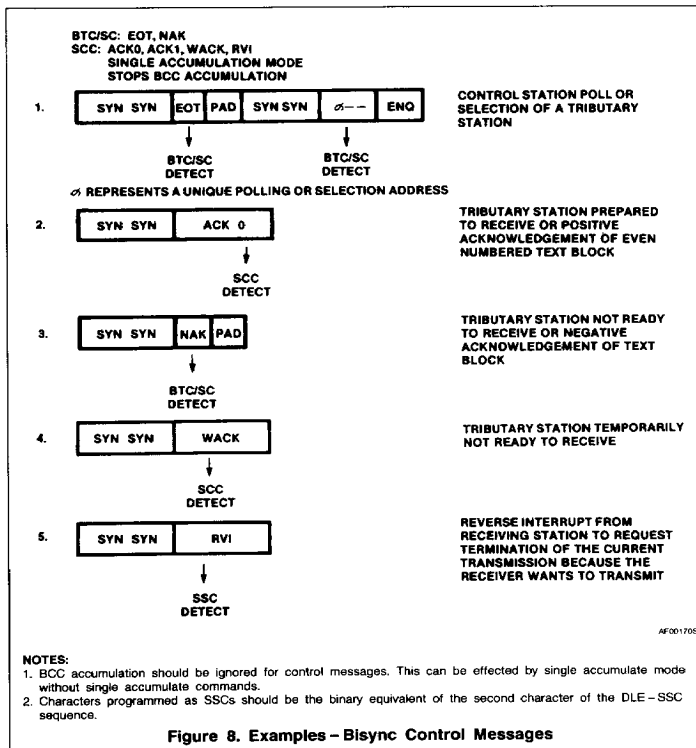 BTC/SC: EOT, NAK
SCC: ACK0, ACK1, WACK, RVI
SINGLE ACCUMULATION MODE
STOPS BCC ACCUMULATION
1. SYN SYN EOT PAD SYN SYN ∅-- ENQ
CONTROL STATION POLL OR
SELECTION OF A TRIBUTARY
STATION
BTC/SC
DETECT
BTC/SC
DETECT
∅ REPRESENTS A UNIQUE POLLING OR SELECTION ADDRESS
2. SYN SYN ACK 0
TRIBUTARY STATION PREPARED
TO RECEIVE OR POSITIVE
ACKNOWLEDGEMENT OF EVEN
NUMBERED TEXT BLOCK
SCC
DETECT
3. SYN SYN NAK PAD
TRIBUTARY STATION NOT READY
TO RECEIVE OR NEGATIVE
ACKNOWLEDGEMENT OF TEXT
BLOCK
BTC/SC
DETECT
4. SYN SYN WACK
TRIBUTARY STATION TEMPORARILY
NOT READY TO RECEIVE
SCC
DETECT
5. SYN SYN RVI
REVERSE INTERRUPT FROM
RECEIVING STATION TO REQUEST
TERMINATION OF THE CURRENT
TRANSMISSION BECAUSE THE
RECEIVER WANTS TO TRANSMIT
SSC
DETECT
AF00170S
NOTES:
1. BCC accumulation should be ignored for control messages. This can be effected by single accumulate mode
without single accumulate commands.
2. Characters programmed as SSCs should be the binary equivalent of the second character of the DLE–SSC
sequence.
Figure 8. Examples – Bisync Control Messages